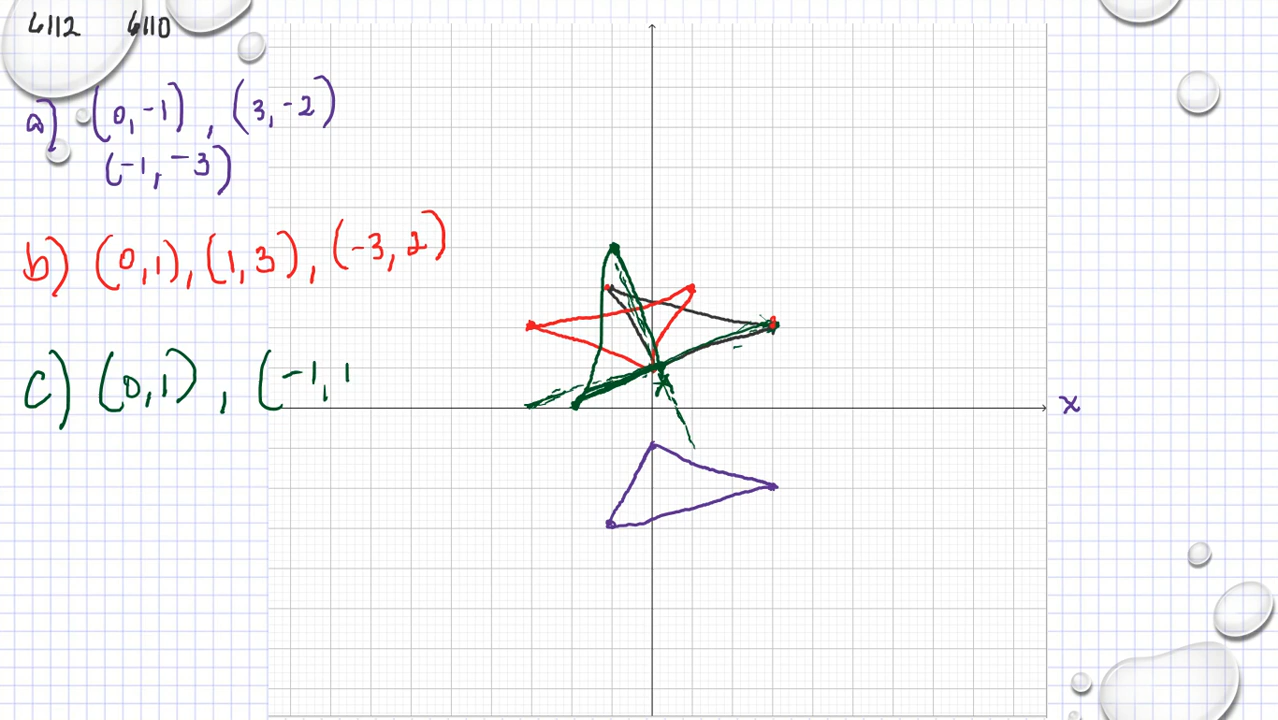 6112 6110
a) (0,-1), (3,-2)
(-1,-3)
b) (0,1), (1,3), (-3,2)
c) (0,1), (-1,1
x